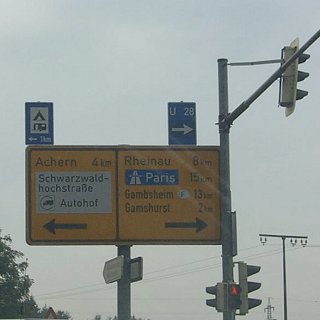 1km
U 28
Achern 4 km
Schwarzwald-
hochstraße
Autohof
Rheinau 8 km
Paris 15 km
Gambsheim F 13 km
Gamshurst 2 km